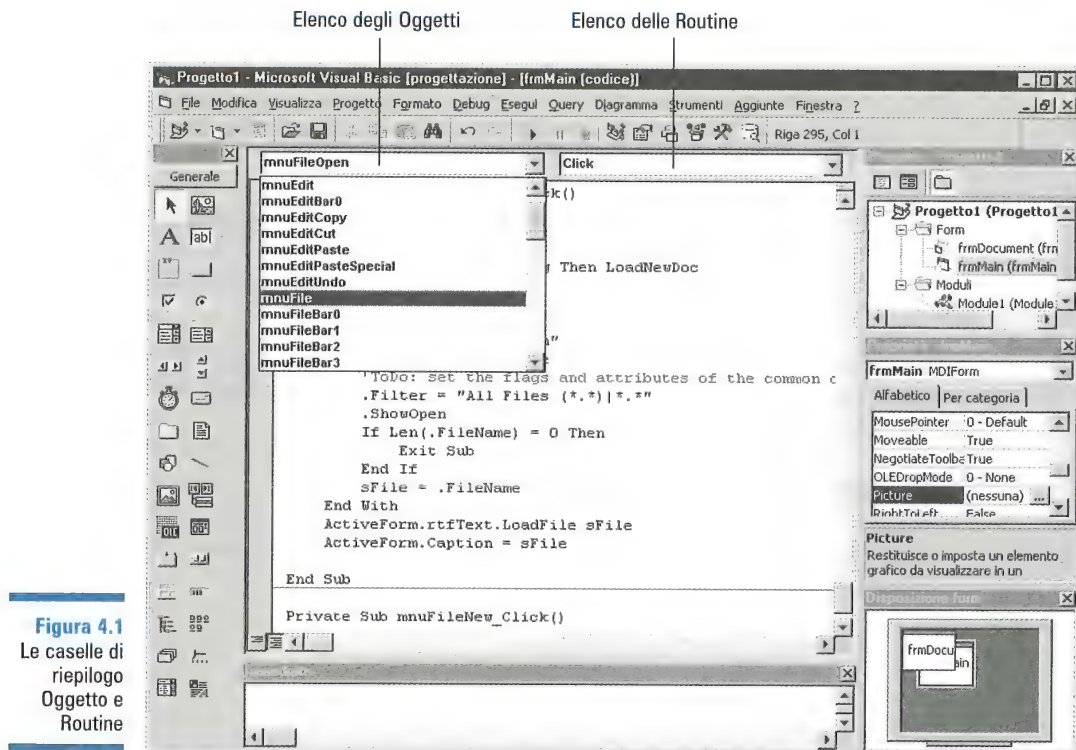 Elenco degli Oggetti
Elenco delle Routine
Progetto1 - Microsoft Visual Basic [progettazione] - [frmMain (codice)]
File Modifica Visualizza Progetto Formato Debug Esegui Query Diagramma Strumenti Aggiunte Finestra ?
Riga 295, Col 1
Generale
mnuFileOpen
Click
mnuEdit
mnuEditBar0
mnuEditCopy
mnuEditCut
mnuEditPaste
mnuEditPasteSpecial
mnuEditUndo
mnuFile
mnuFileBar0
mnuFileBar1
mnuFileBar2
mnuFileBar3
ck()
Then LoadNewDoc
'ToDo: set the flags and attributes of the common c
.Filter = "All Files (*.*)|*.*"
.ShowOpen
If Len(.FileName) = 0 Then
Exit Sub
End If
sFile = .FileName
End With
ActiveForm.rtfText.LoadFile sFile
ActiveForm.Caption = sFile
End Sub
Private Sub mnuFileNew_Click()
Progetto1 (Progetto1
Form
frmDocument (frn
frmMain (frmMain
Moduli
Module1 (Module
frmMain MDIForm
Alfabetico Per categoria
MousePointer 0 - Default
Moveable True
NegotiateToolba True
OLEDropMode 0 - None
Picture (nessuna) ...
RightToLeft False
Picture
Restituisce o imposta un elemento
grafico da visualizzare in un
Disposizione form
frmDocu
ain
Figura 4.1
Le caselle di
riepilogo
Oggetto e
Routine